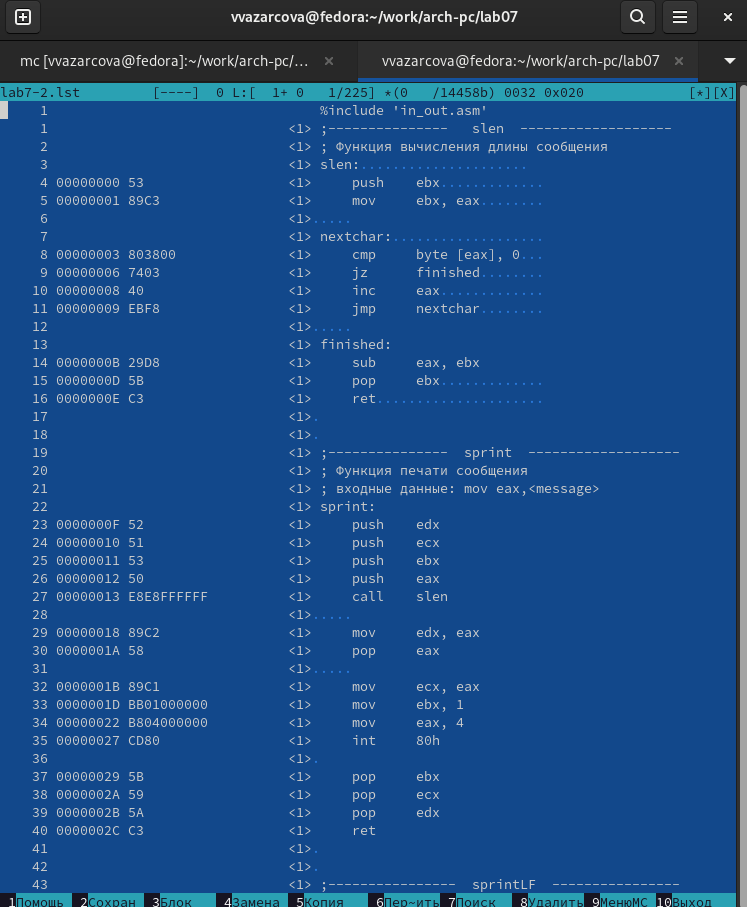 vvazarcova@fedora:~/work/arch-pc/lab07
mc [vvazarcova@fedora]:~/work/arch-pc/... × vvazarcova@fedora:~/work/arch-pc/lab07 ×
lab7-2.lst [----] 0 L:[ 1+ 0 1/225] *(0 /14458b) 0032 0x020 [*][X]
1 %include 'in_out.asm'
1 <1> ;--------------- slen -------------------
2 <1> ; Функция вычисления длины сообщения
3 <1> slen:.....................
4 00000000 53 <1> push ebx.............
5 00000001 89C3 <1> mov ebx, eax........
6 <1>.....
7 <1> nextchar:...................
8 00000003 803800 <1> cmp byte [eax], 0...
9 00000006 7403 <1> jz finished........
10 00000008 40 <1> inc eax.............
11 00000009 EBF8 <1> jmp nextchar........
12 <1>.....
13 <1> finished:
14 0000000B 29D8 <1> sub eax, ebx
15 0000000D 5B <1> pop ebx.............
16 0000000E C3 <1> ret.....................
17 <1>.
18 <1>.
19 <1> ;--------------- sprint -------------------
20 <1> ; Функция печати сообщения
21 <1> ; входные данные: mov eax,<message>
22 <1> sprint:
23 0000000F 52 <1> push edx
24 00000010 51 <1> push ecx
25 00000011 53 <1> push ebx
26 00000012 50 <1> push eax
27 00000013 E8E8FFFFFF <1> call slen
28 <1>.....
29 00000018 89C2 <1> mov edx, eax
30 0000001A 58 <1> pop eax
31 <1>.....
32 0000001B 89C1 <1> mov ecx, eax
33 0000001D BB01000000 <1> mov ebx, 1
34 00000022 B804000000 <1> mov eax, 4
35 00000027 CD80 <1> int 80h
36 <1>.
37 00000029 5B <1> pop ebx
38 0000002A 59 <1> pop ecx
39 0000002B 5A <1> pop edx
40 0000002C C3 <1> ret
41 <1>.
42 <1>.
43 <1> ;---------------- sprintLF ----------------
1Помощь 2Сохран 3Блок 4Замена 5Копия 6Пер~ить 7Поиск 8Удалить 9МенюMC 10Выход